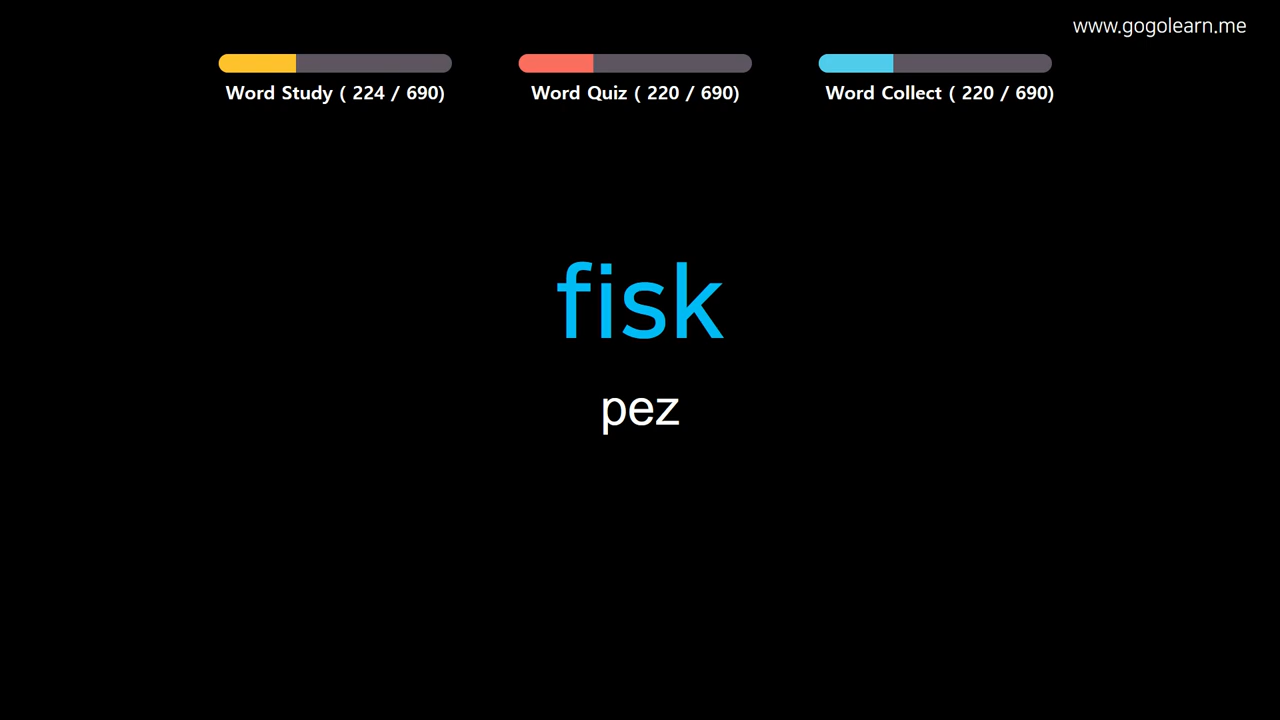 www.gogolearn.me
Word Study ( 224 / 690)
Word Quiz ( 220 / 690)
Word Collect ( 220 / 690)
fisk
pez